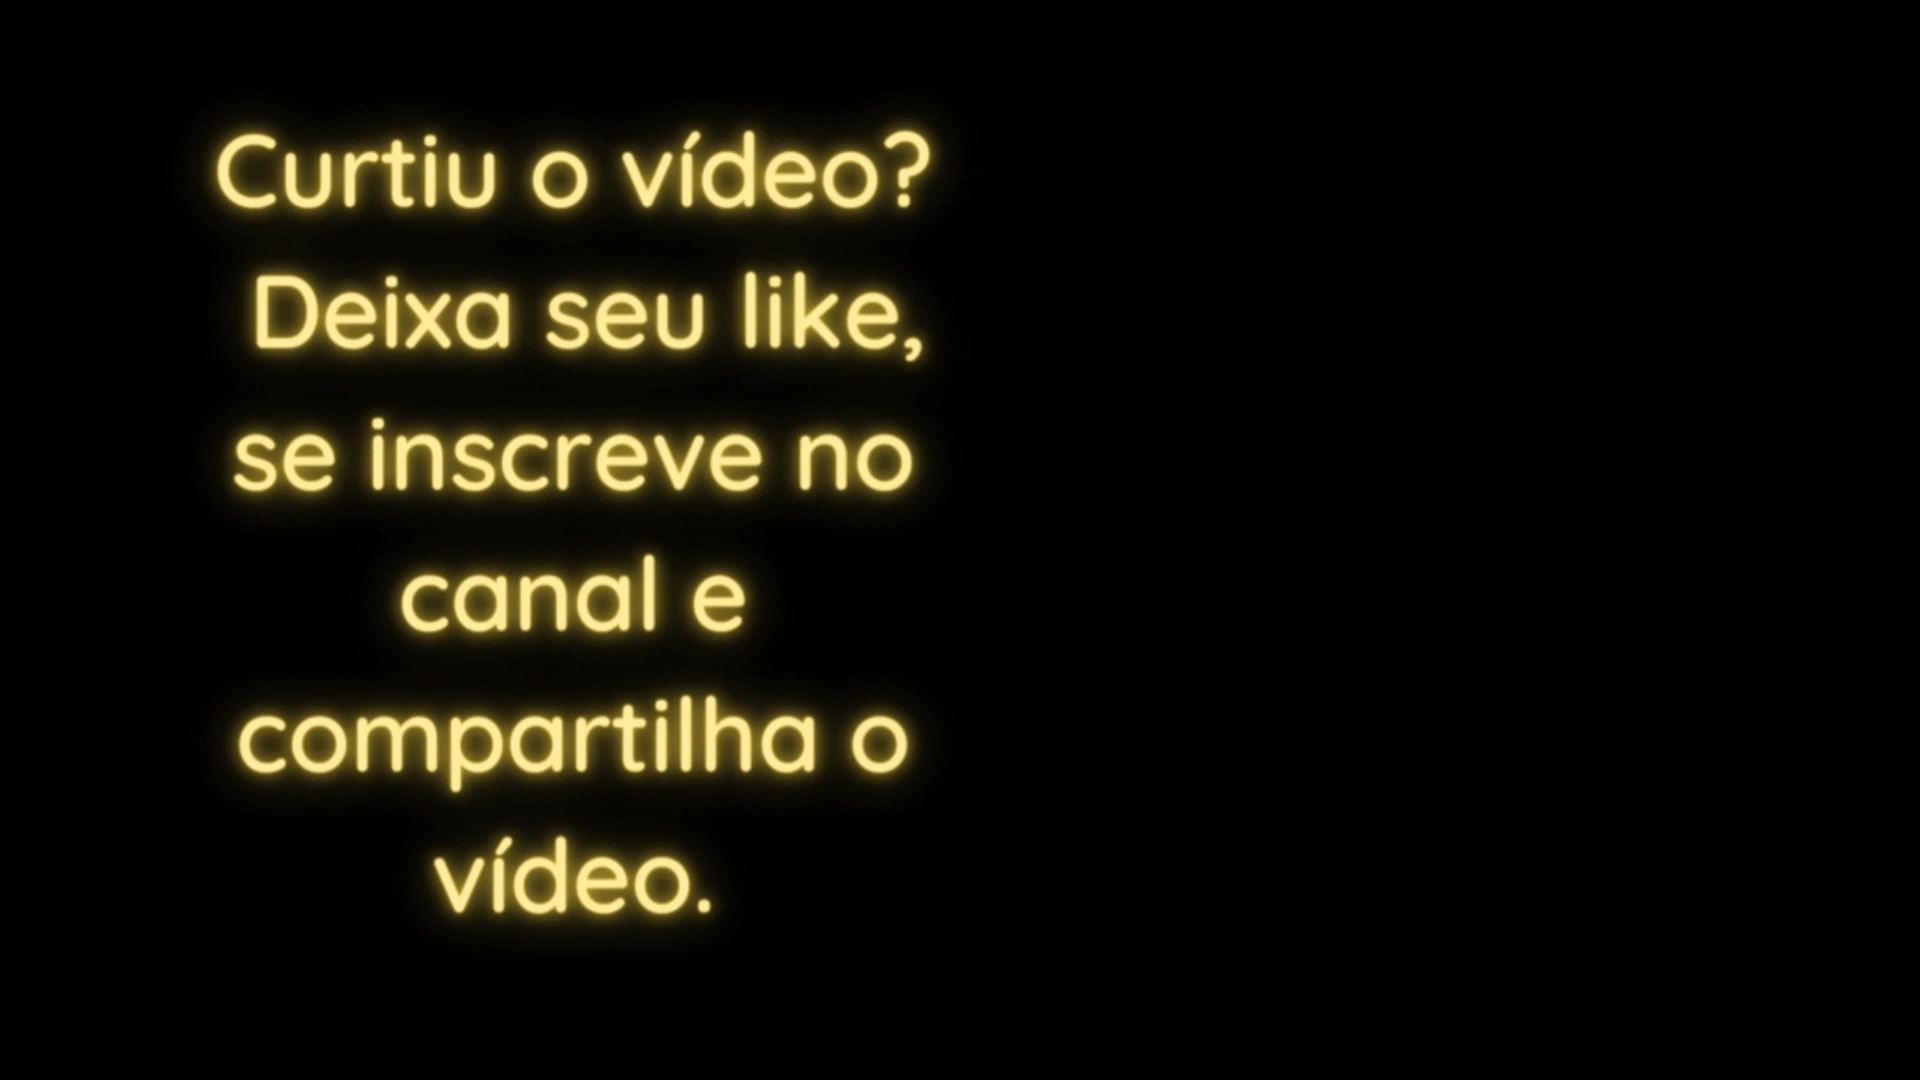 Curtiu o vídeo?
Deixa seu like,
se inscreve no
canal e
compartilha o
vídeo.